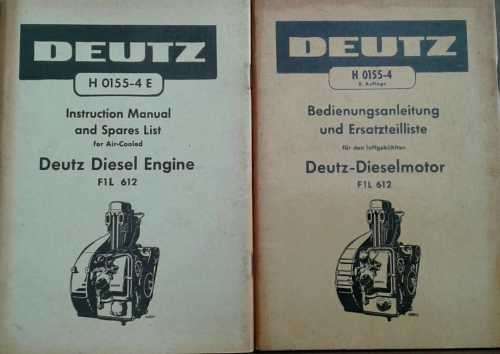 DEUTZ
H 0155-4 E
Instruction Manual
and Spares List
for Air-Cooled
Deutz Diesel Engine
F1L 612
DEUTZ
H 0155-4
Bedienungsanleitung
und Ersatzteilliste
für den luftgekühlten
Deutz-Dieselmotor
F1L 612